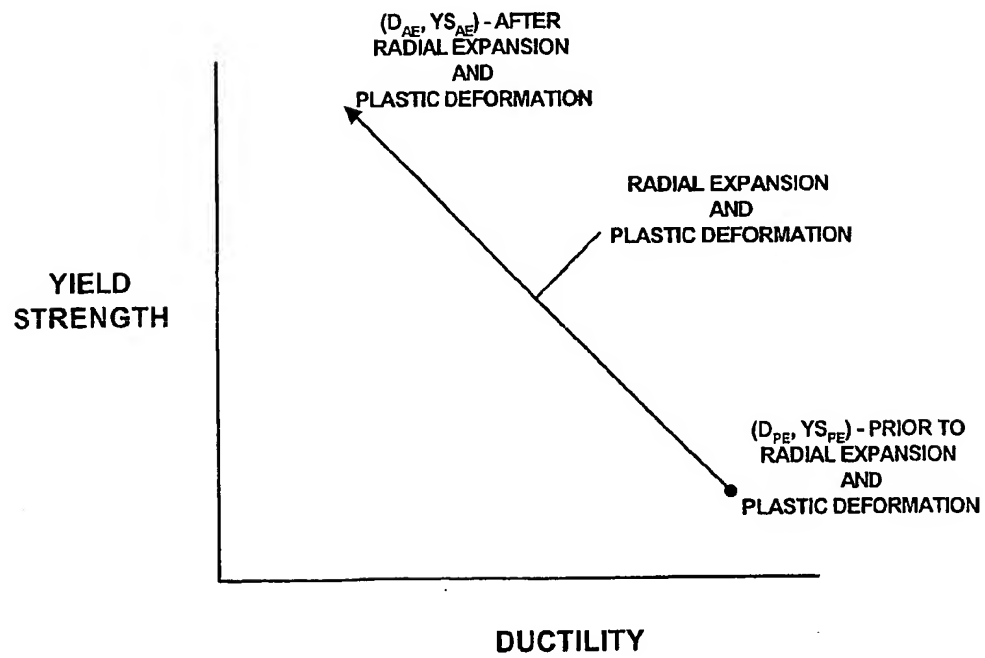 (D_AE, YS_AE) - AFTER
RADIAL EXPANSION
AND
PLASTIC DEFORMATION
RADIAL EXPANSION
AND
PLASTIC DEFORMATION
YIELD
STRENGTH
(D_PE, YS_PE) - PRIOR TO
RADIAL EXPANSION
AND
PLASTIC DEFORMATION
DUCTILITY